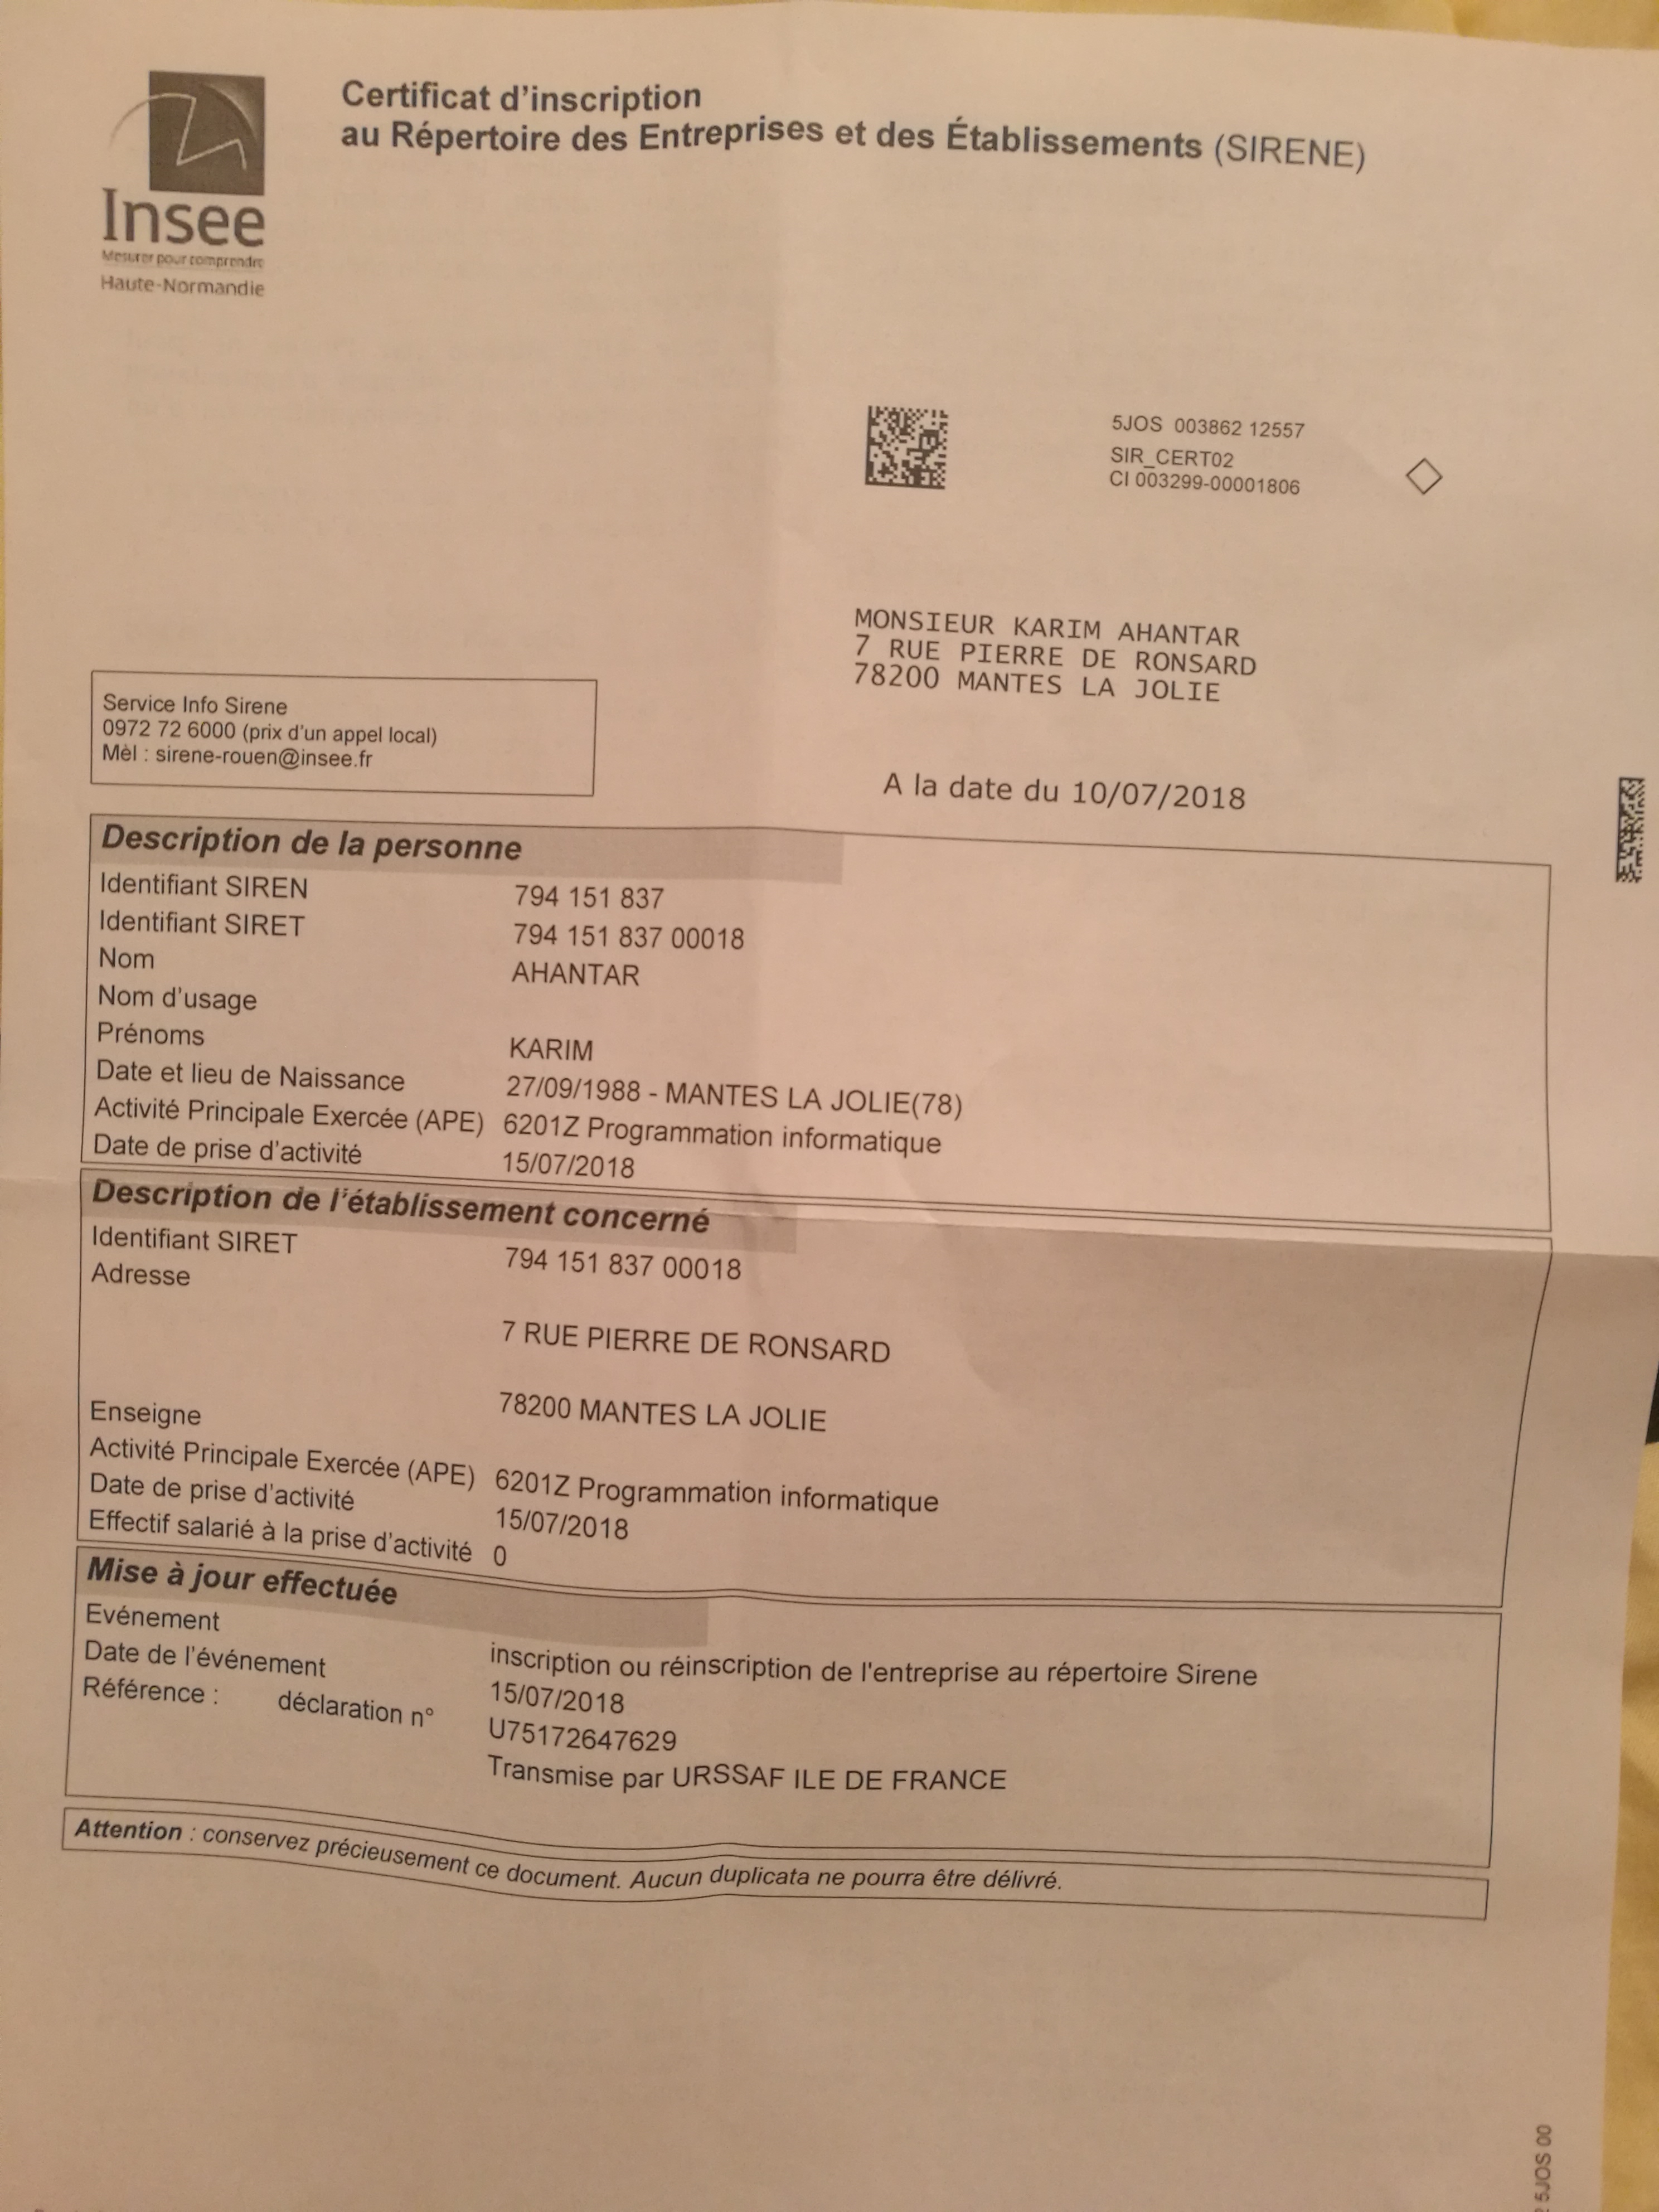 Certificat d'inscription
au Répertoire des Entreprises et des Établissements (SIRENE)
Insee
Mesurer pour comprendre
Haute-Normandie
5JOS 003862 12557
SIR_CERT02
CI 003299-00001806
MONSIEUR KARIM AHANTAR
7 RUE PIERRE DE RONSARD
78200 MANTES LA JOLIE
Service Info Sirene
0972 72 6000 (prix d'un appel local)
Mèl : sirene-rouen@insee.fr
A la date du 10/07/2018
Description de la personne
Identifiant SIREN 794 151 837
Identifiant SIRET 794 151 837 00018
Nom AHANTAR
Nom d'usage
Prénoms KARIM
Date et lieu de Naissance 27/09/1988 - MANTES LA JOLIE(78)
Activité Principale Exercée (APE) 6201Z Programmation informatique
Date de prise d'activité 15/07/2018
Description de l'établissement concerné
Identifiant SIRET 794 151 837 00018
Adresse
7 RUE PIERRE DE RONSARD
78200 MANTES LA JOLIE
Enseigne
Activité Principale Exercée (APE) 6201Z Programmation informatique
Date de prise d'activité 15/07/2018
Effectif salarié à la prise d'activité 0
Mise à jour effectuée
Evénement inscription ou réinscription de l'entreprise au répertoire Sirene
Date de l'événement 15/07/2018
Référence : déclaration n° U75172647629
Transmise par URSSAF ILE DE FRANCE
Attention : conservez précieusement ce document. Aucun duplicata ne pourra être délivré.
5JOS 00